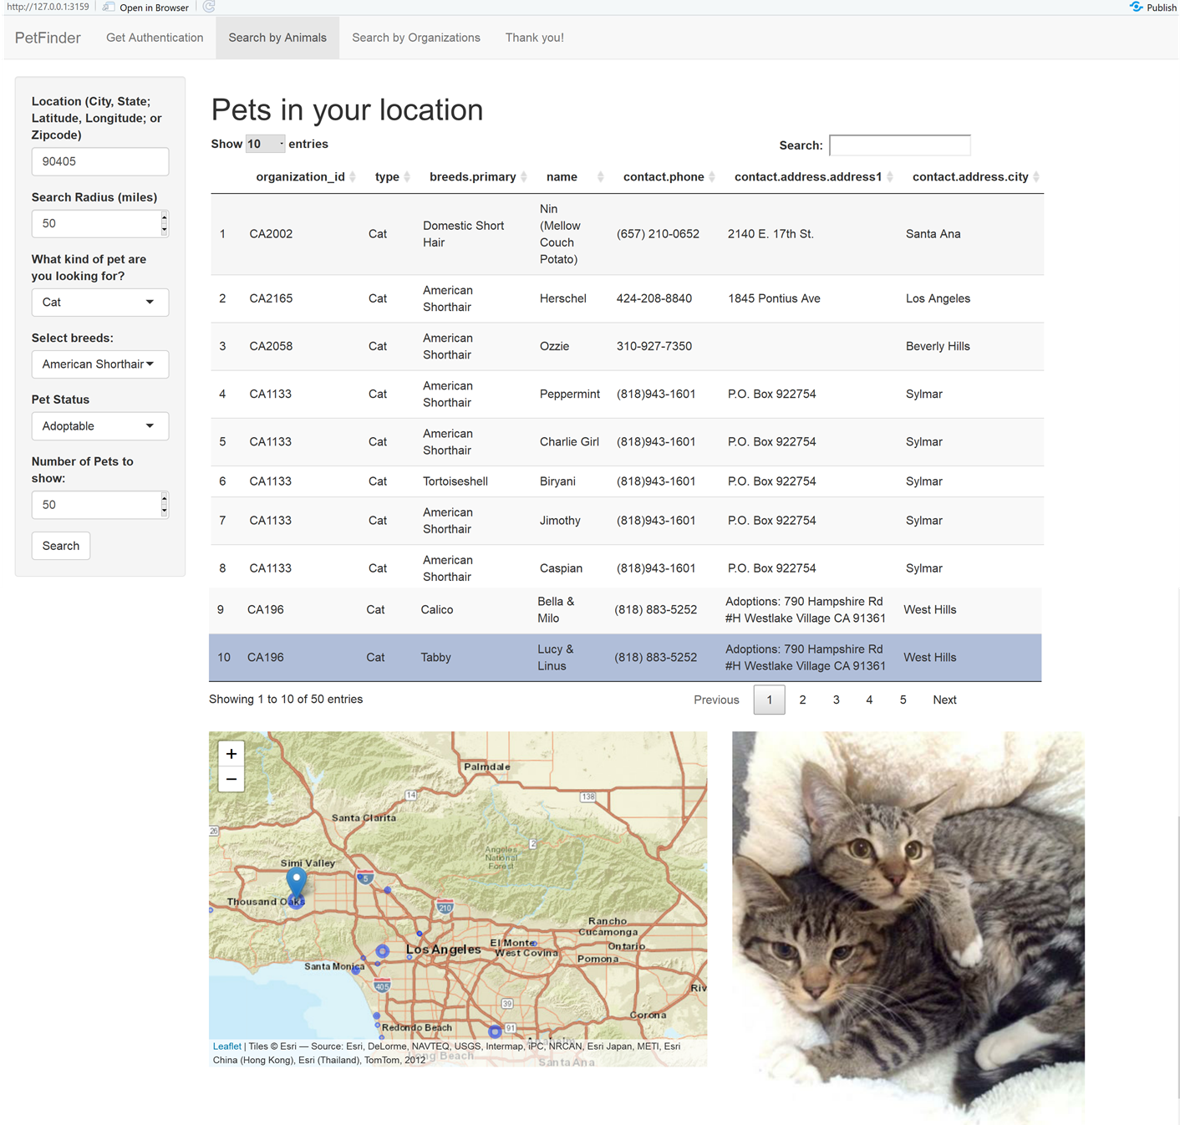 http://127.0.0.1:3159 Open in Browser Publish
PetFinder Get Authentication Search by Animals Search by Organizations Thank you!
Location (City, State;
Latitude, Longitude; or
Zipcode)
90405
Search Radius (miles)
50
What kind of pet are
you looking for?
Cat
Select breeds:
American Shorthair
Pet Status
Adoptable
Number of Pets to
show:
50
Search
Pets in your location
Show 10 entries
Search:
organization_id type breeds.primary name contact.phone contact.address.address1 contact.address.city
1 CA2002 Cat Domestic Short Hair Nin (Mellow Couch Potato) (657) 210-0652 2140 E. 17th St. Santa Ana
2 CA2165 Cat American Shorthair Herschel 424-208-8840 1845 Pontius Ave Los Angeles
3 CA2058 Cat American Shorthair Ozzie 310-927-7350 Beverly Hills
4 CA1133 Cat American Shorthair Peppermint (818)943-1601 P.O. Box 922754 Sylmar
5 CA1133 Cat American Shorthair Charlie Girl (818)943-1601 P.O. Box 922754 Sylmar
6 CA1133 Cat Tortoiseshell Biryani (818)943-1601 P.O. Box 922754 Sylmar
7 CA1133 Cat American Shorthair Jimothy (818)943-1601 P.O. Box 922754 Sylmar
8 CA1133 Cat American Shorthair Caspian (818)943-1601 P.O. Box 922754 Sylmar
9 CA196 Cat Calico Bella & Milo (818) 883-5252 Adoptions: 790 Hampshire Rd #H Westlake Village CA 91361 West Hills
10 CA196 Cat Tabby Lucy & Linus (818) 883-5252 Adoptions: 790 Hampshire Rd #H Westlake Village CA 91361 West Hills
Showing 1 to 10 of 50 entries
Previous 1 2 3 4 5 Next
+
−
Palmdale
14
138
Santa Clarita
26
2
Angeles
National
Forest
Simi Valley
5
Thousand Oaks
210
Rancho
Cucamonga
Los Angeles
El Monte
West Covina
Ontario
Pomona
Santa Monica
405
Riv
39
Corona
Redondo Beach
91
Long Beach
Santa Ana
Leaflet | Tiles © Esri — Source: Esri, DeLorme, NAVTEQ, USGS, Intermap, iPC, NRCAN, Esri Japan, METI, Esri
China (Hong Kong), Esri (Thailand), TomTom, 2012